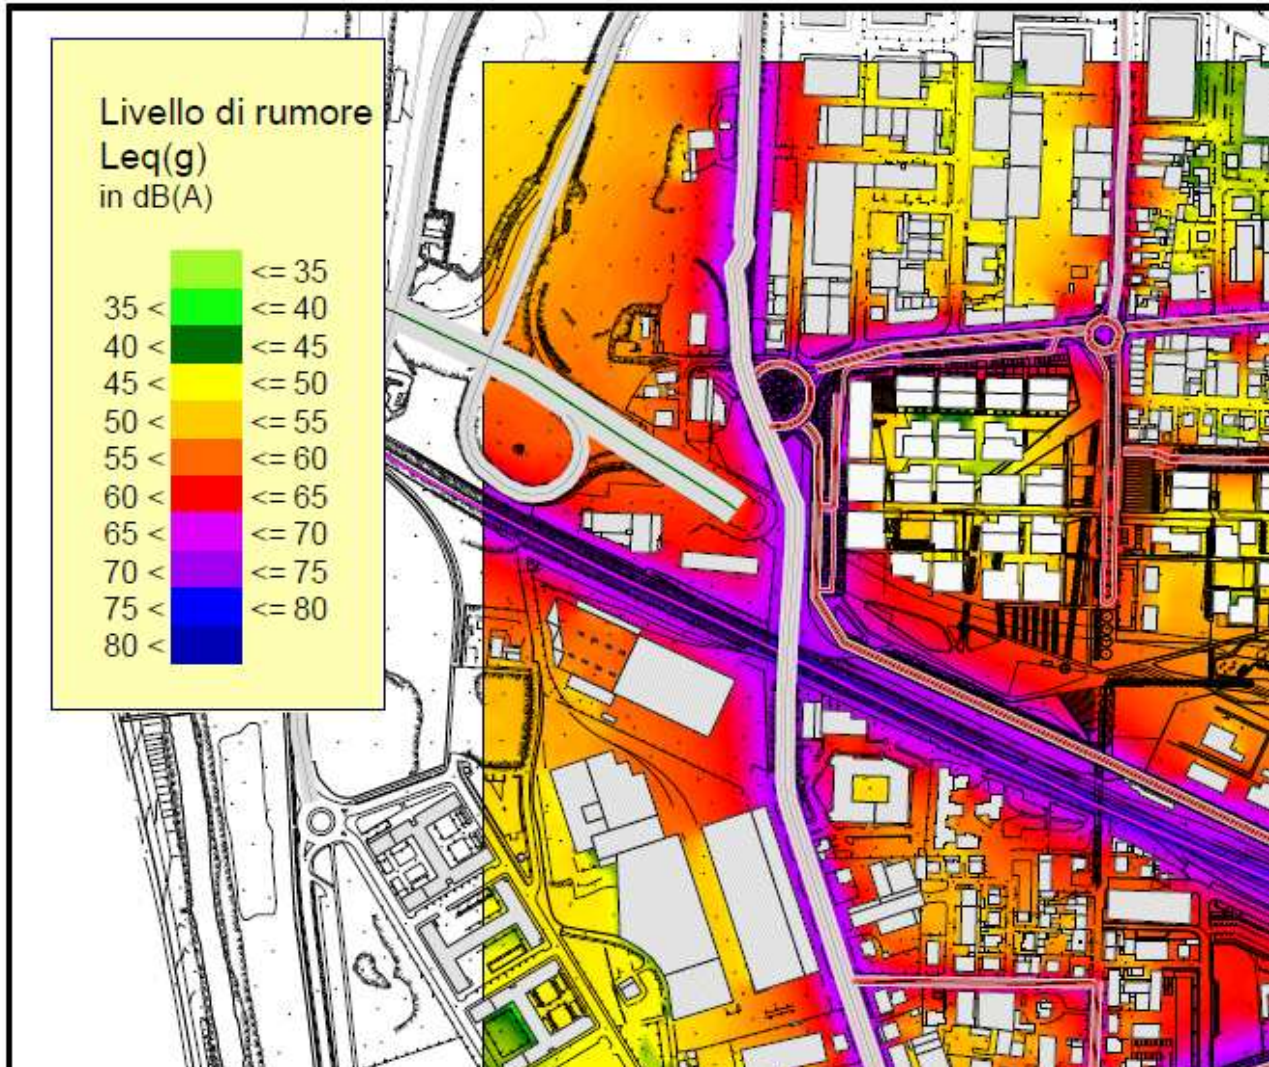 Livello di rumore
Leq(g)
in dB(A)
<= 35
35 < <= 40
40 < <= 45
45 < <= 50
50 < <= 55
55 < <= 60
60 < <= 65
65 < <= 70
70 < <= 75
75 < <= 80
80 <